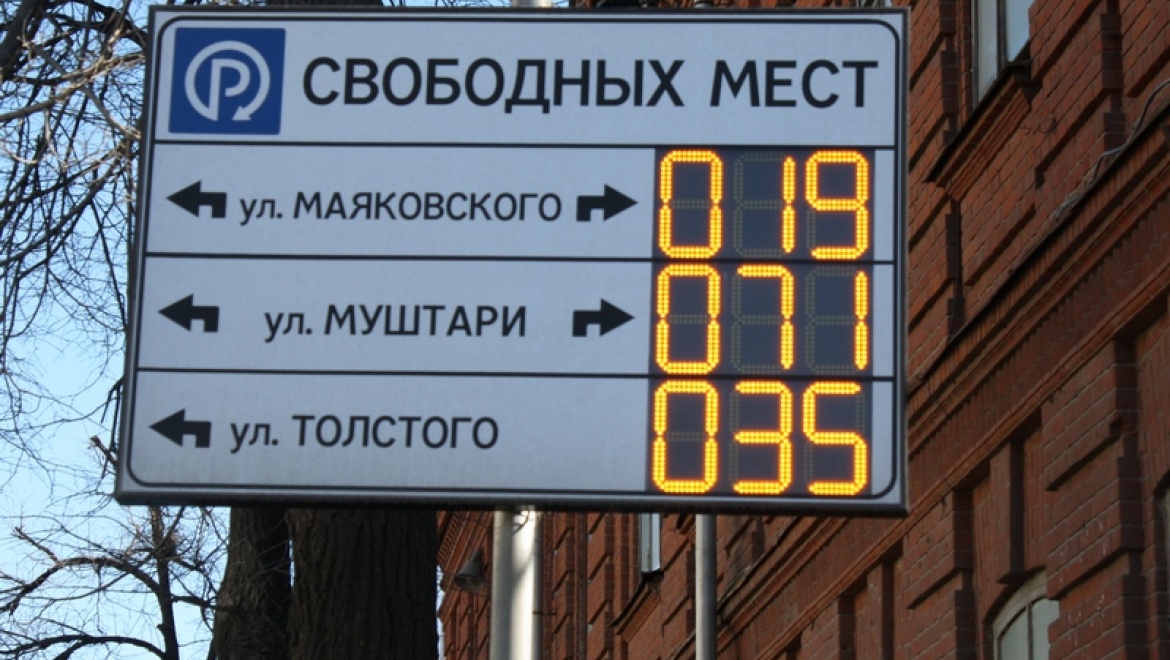 P СВОБОДНЫХ МЕСТ
ул. МАЯКОВСКОГО 019
ул. МУШТАРИ 071
ул. ТОЛСТОГО 035